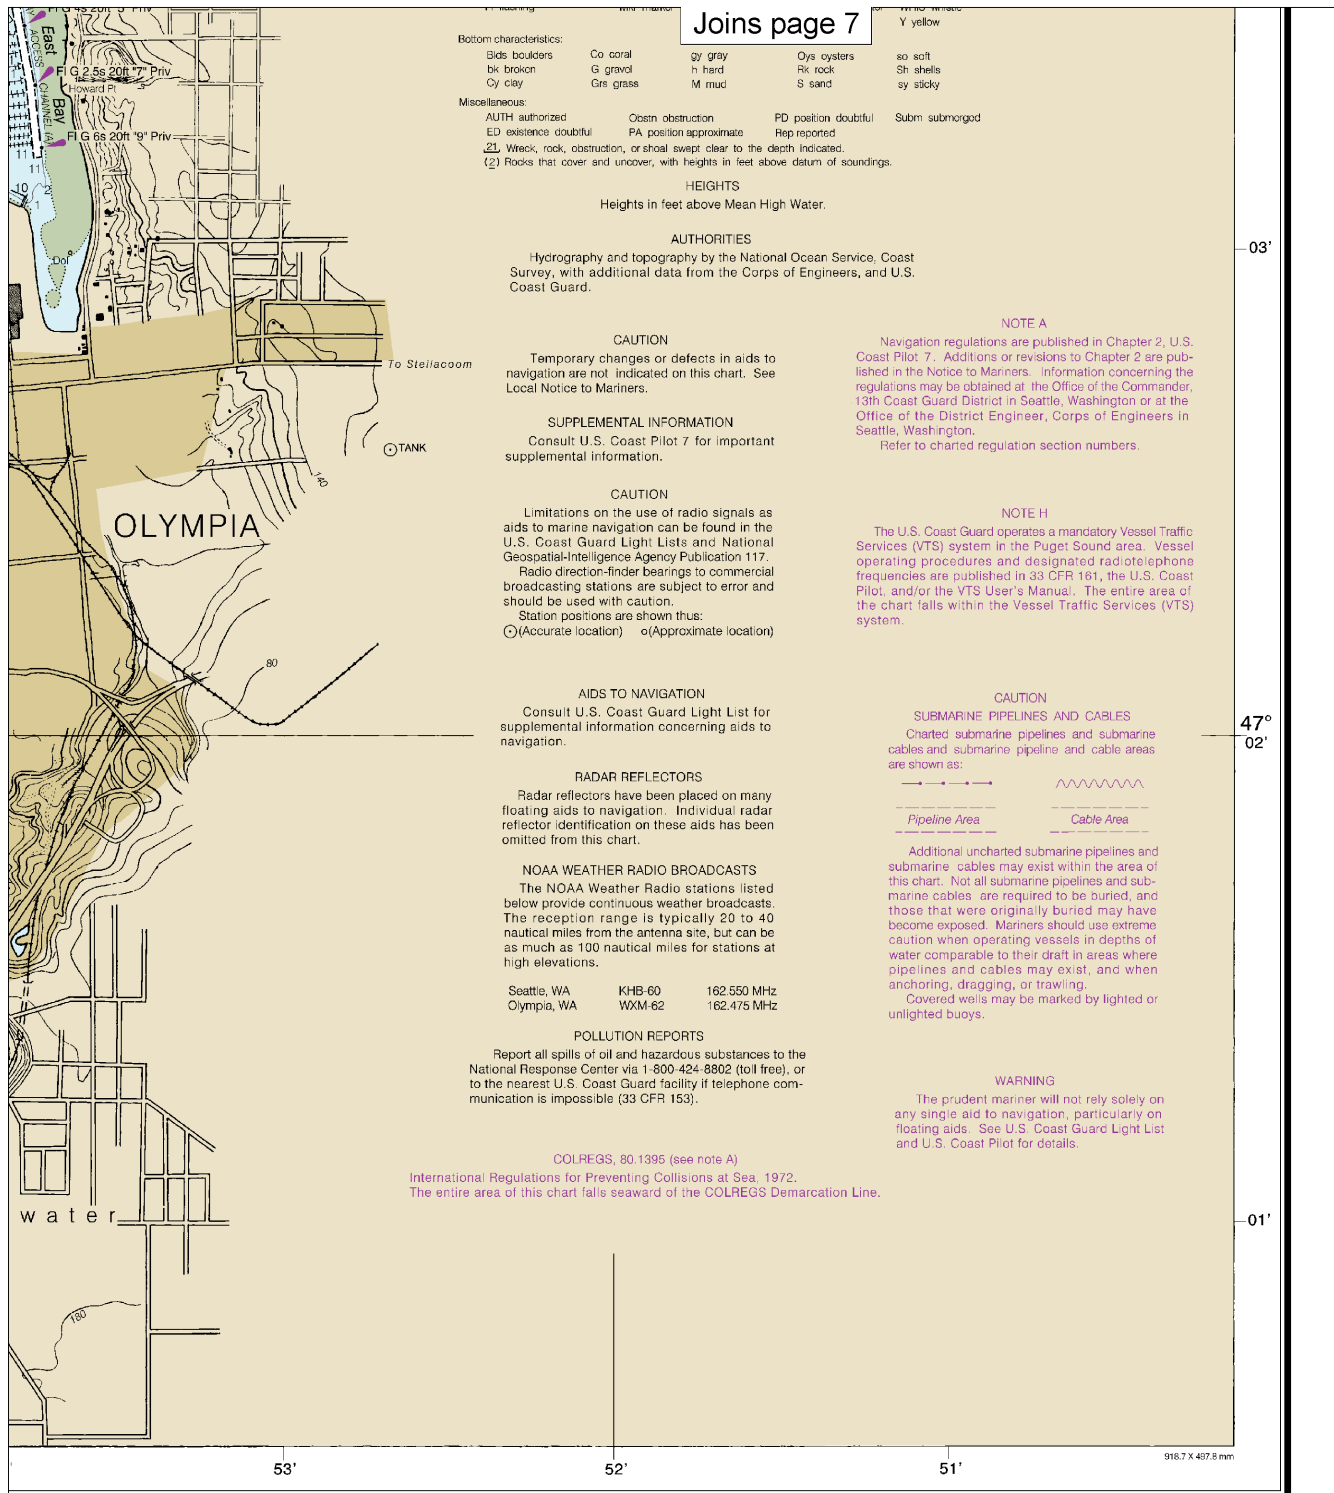 Joins page 7
Y yellow
Bottom characteristics:
Blds boulders Co coral gy gray Oys oysters so soft
bk broken G gravel h hard Rk rock Sh shells
Cy clay Grs grass M mud S sand sy sticky
Miscellaneous:
AUTH authorized Obstn obstruction PD position doubtful Subm submerged
ED existence doubtful PA position approximate Rep reported
21, Wreck, rock, obstruction, or shoal swept clear to the depth indicated.
(2) Rocks that cover and uncover, with heights in feet above datum of soundings.
HEIGHTS
Heights in feet above Mean High Water.
AUTHORITIES
Hydrography and topography by the National Ocean Service, Coast
Survey, with additional data from the Corps of Engineers, and U.S.
Coast Guard.
CAUTION
Temporary changes or defects in aids to
navigation are not indicated on this chart. See
Local Notice to Mariners.
SUPPLEMENTAL INFORMATION
Consult U.S. Coast Pilot 7 for important
supplemental information.
CAUTION
Limitations on the use of radio signals as
aids to marine navigation can be found in the
U.S. Coast Guard Light Lists and National
Geospatial-Intelligence Agency Publication 117.
Radio direction-finder bearings to commercial
broadcasting stations are subject to error and
should be used with caution.
Station positions are shown thus:
(Accurate location) o(Approximate location)
AIDS TO NAVIGATION
Consult U.S. Coast Guard Light List for
supplemental information concerning aids to
navigation.
RADAR REFLECTORS
Radar reflectors have been placed on many
floating aids to navigation. Individual radar
reflector identification on these aids has been
omitted from this chart.
NOAA WEATHER RADIO BROADCASTS
The NOAA Weather Radio stations listed
below provide continuous weather broadcasts.
The reception range is typically 20 to 40
nautical miles from the antenna site, but can be
as much as 100 nautical miles for stations at
high elevations.
Seattle, WA KHB-60 162.550 MHz
Olympia, WA WXM-62 162.475 MHz
POLLUTION REPORTS
Report all spills of oil and hazardous substances to the
National Response Center via 1-800-424-8802 (toll free), or
to the nearest U.S. Coast Guard facility if telephone com-
munication is impossible (33 CFR 153).
COLREGS, 80.1395 (see note A)
International Regulations for Preventing Collisions at Sea, 1972.
The entire area of this chart falls seaward of the COLREGS Demarcation Line.
NOTE A
Navigation regulations are published in Chapter 2, U.S.
Coast Pilot 7. Additions or revisions to Chapter 2 are pub-
lished in the Notice to Mariners. Information concerning the
regulations may be obtained at the Office of the Commander,
13th Coast Guard District in Seattle, Washington or at the
Office of the District Engineer, Corps of Engineers in
Seattle, Washington.
Refer to charted regulation section numbers.
NOTE H
The U.S. Coast Guard operates a mandatory Vessel Traffic
Services (VTS) system in the Puget Sound area. Vessel
operating procedures and designated radiotelephone
frequencies are published in 33 CFR 161, the U.S. Coast
Pilot, and/or the VTS User's Manual. The entire area of
the chart falls within the Vessel Traffic Services (VTS)
system.
CAUTION
SUBMARINE PIPELINES AND CABLES
Charted submarine pipelines and submarine
cables and submarine pipeline and cable areas
are shown as:
Pipeline Area Cable Area
Additional uncharted submarine pipelines and
submarine cables may exist within the area of
this chart. Not all submarine pipelines and sub-
marine cables are required to be buried, and
those that were originally buried may have
become exposed. Mariners should use extreme
caution when operating vessels in depths of
water comparable to their draft in areas where
pipelines and cables may exist, and when
anchoring, dragging, or trawling.
Covered wells may be marked by lighted or
unlighted buoys.
WARNING
The prudent mariner will not rely solely on
any single aid to navigation, particularly on
floating aids. See U.S. Coast Guard Light List
and U.S. Coast Pilot for details.
East
Bay
ACCESS CHANNEL (A)
Fl G 2.5s 20ft "7" Priv
Howard Pt
Fl G 6s 20ft "9" Priv
11
11
10
2
1
Dol
To Steilacoom
TANK
140
OLYMPIA
80
water
180
03'
47°
02'
01'
53'
52'
51'
918.7 X 497.8 mm